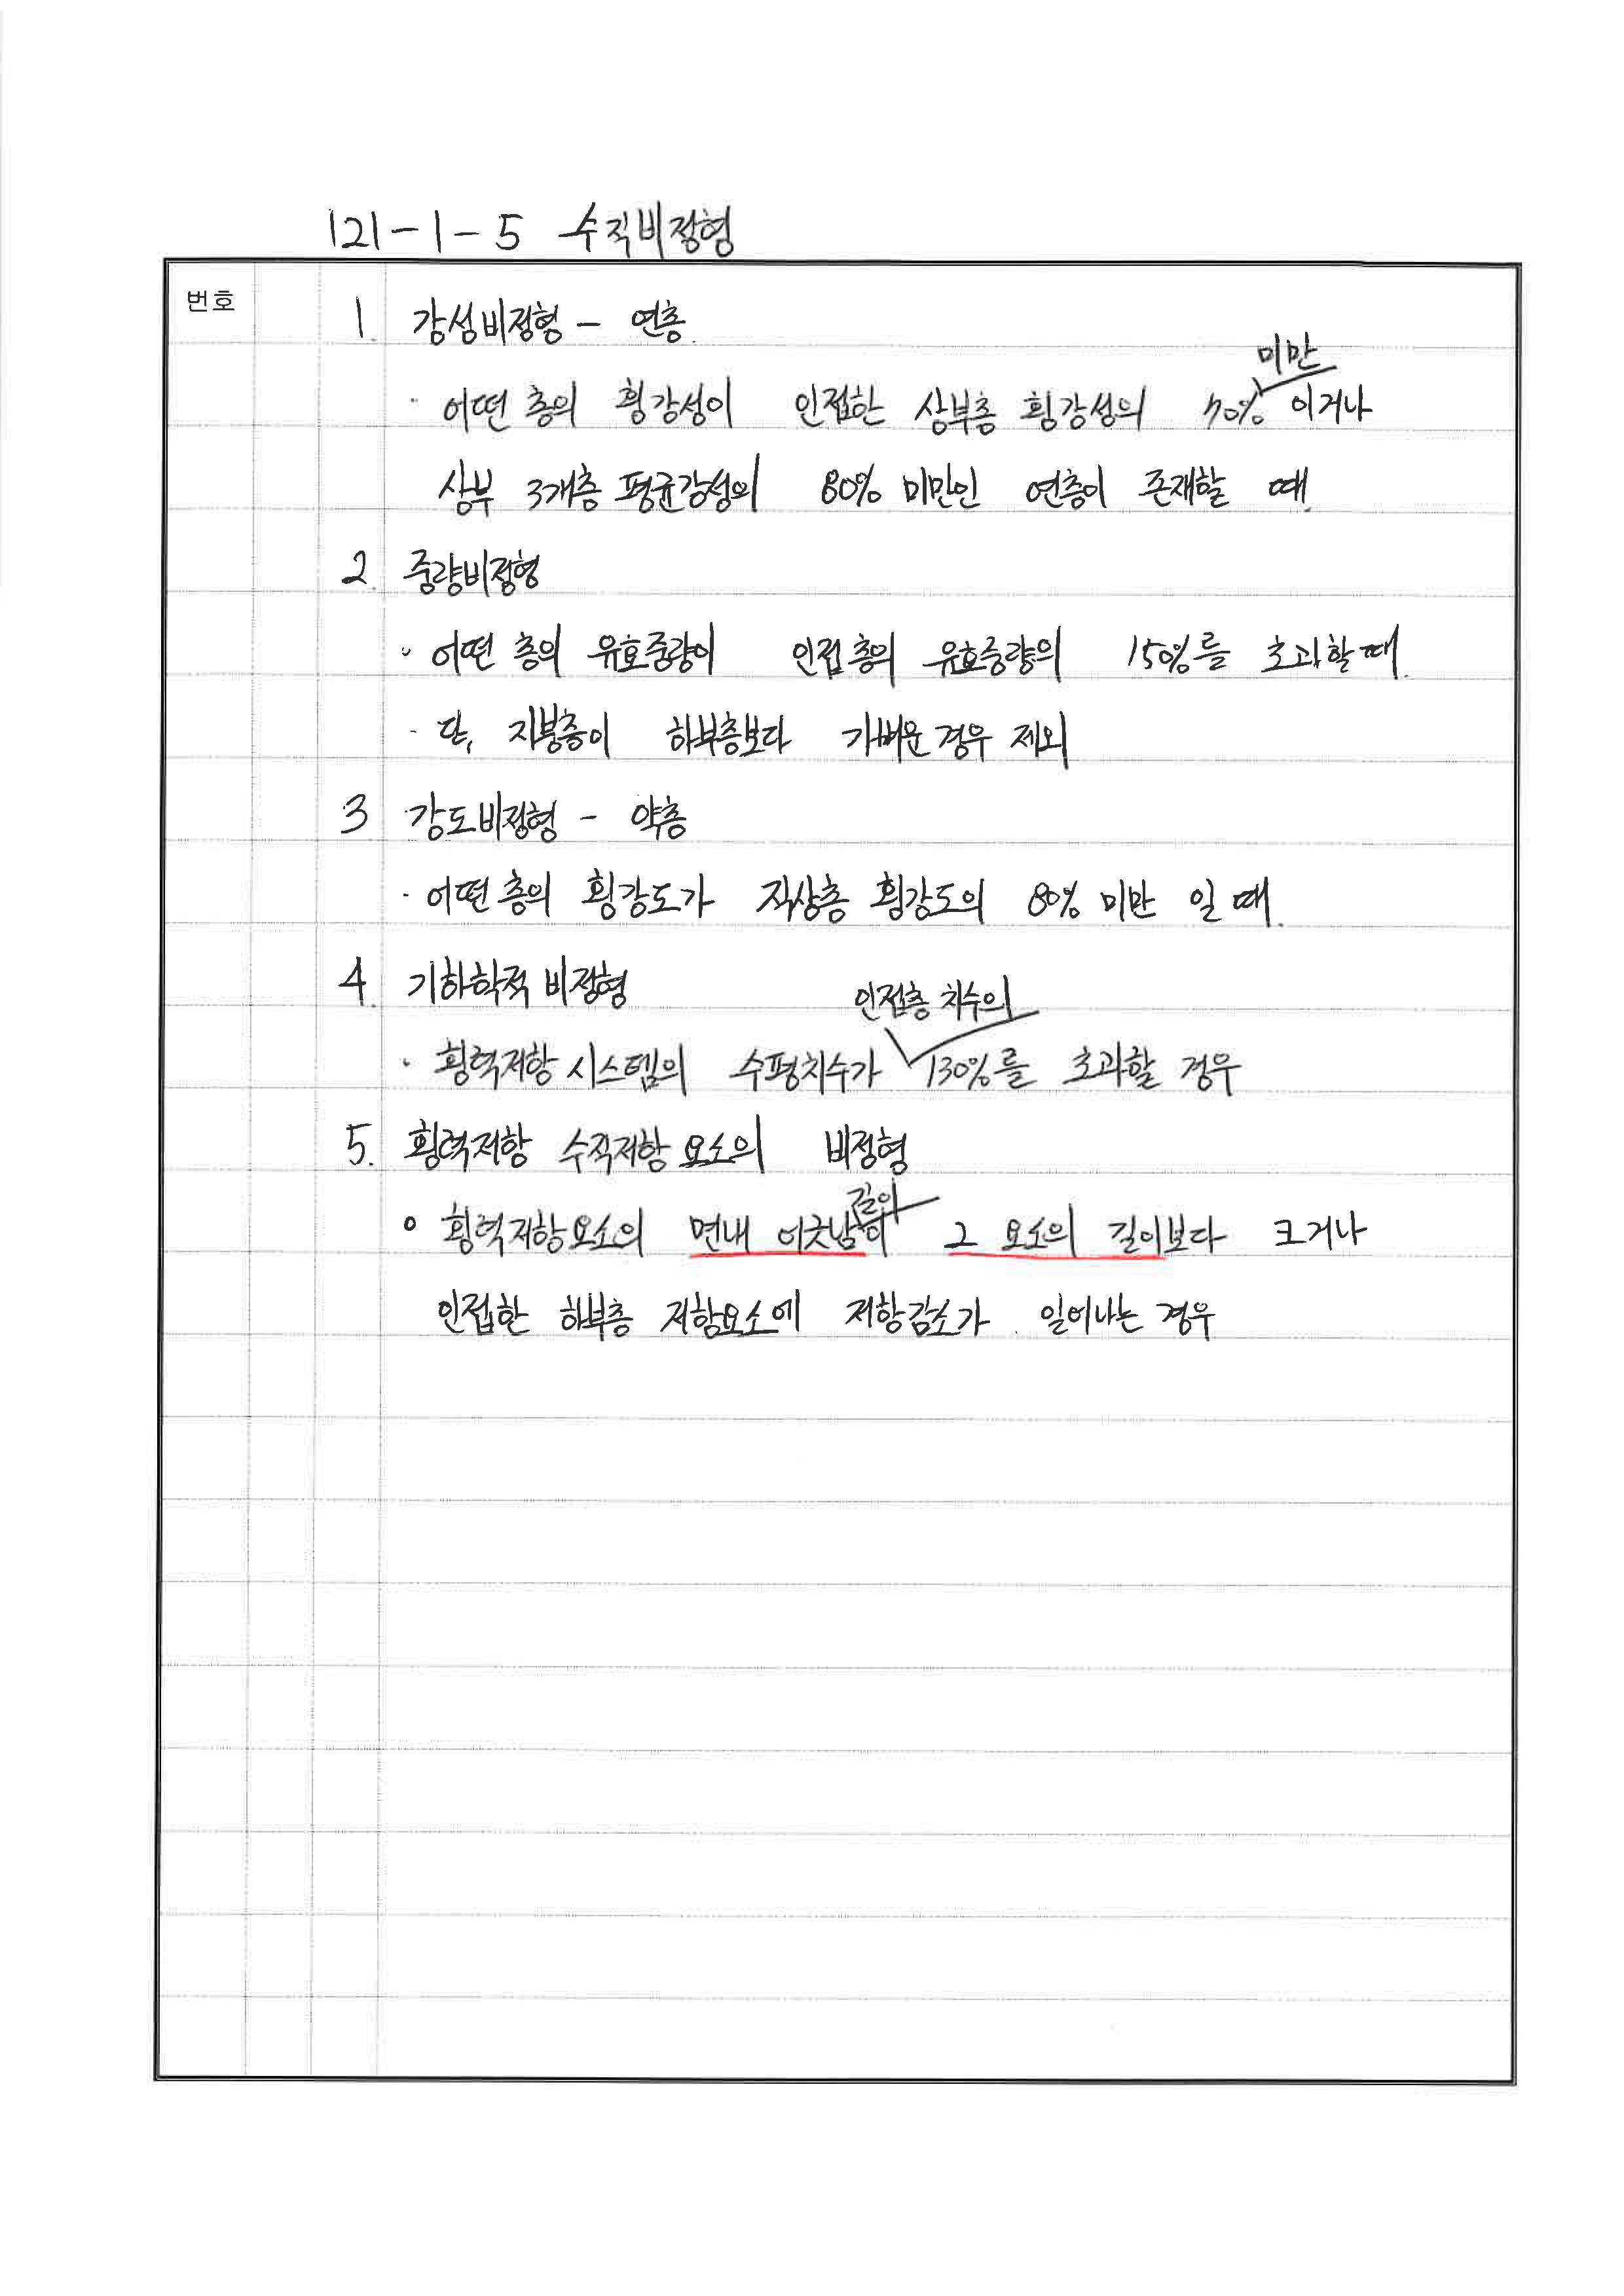 121-1-5 수직비정형
번호
1. 강성비정형 - 연층
· 어떤 층의 횡강성이 인접한 상부층 횡강성의 70% 미만 이거나
상부 3개층 평균강성의 80% 미만인 연층이 존재할 때.
2. 중량비정형
· 어떤 층의 유효중량이 인접층의 유효중량의 150%를 초과할때.
· 단, 지붕층이 하부층보다 가벼운 경우 제외
3 강도비정형 - 약층
· 어떤 층의 횡강도가 직상층 횡강도의 80% 미만 일 때.
4. 기하학적 비정형
· 횡력저항 시스템의 수평치수가 인접층 치수의 130%를 초과할 경우
5. 횡력저항 수직저항 요소의 비정형
° 횡력저항요소의 면내 어긋남 길이가 그 요소의 길이보다 크거나
인접한 하부층 저항요소에 저항감소가 일어나는 경우